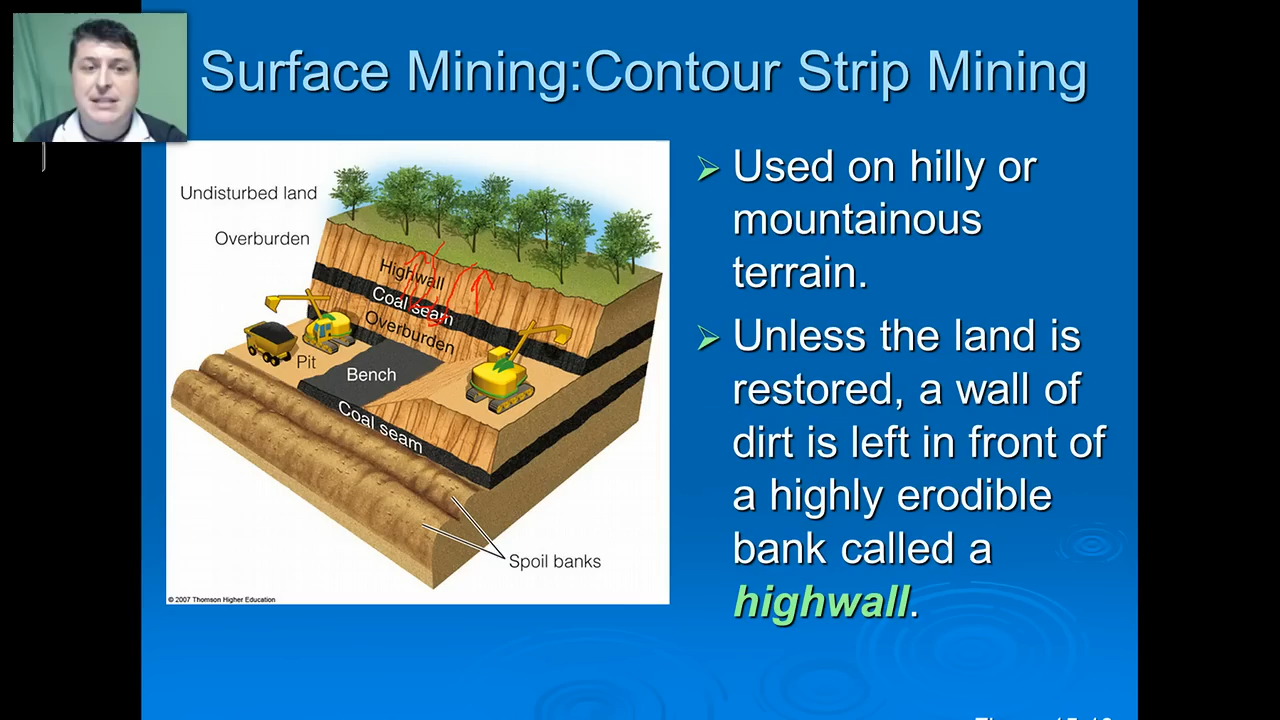 Surface Mining:Contour Strip Mining
Undisturbed land
Overburden
Highwall
Coal seam
Overburden
Pit
Bench
Coal seam
Spoil banks
© 2007 Thomson Higher Education
Used on hilly or
mountainous
terrain.
Unless the land is
restored, a wall of
dirt is left in front of
a highly erodible
bank called a
highwall.